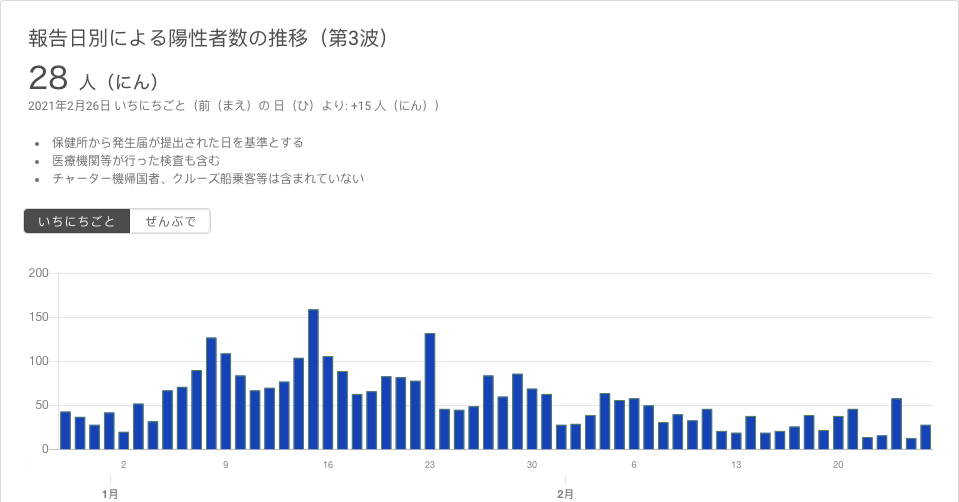 報告日別による陽性者数の推移（第3波）
28 人（にん）
2021年2月26日 いちにちごと（前（まえ）の 日（ひ）より: +15 人（にん））
保健所から発生届が提出された日を基準とする
医療機関等が行った検査も含む
チャーター機帰国者、クルーズ船乗客等は含まれていない
いちにちごと ぜんぶで
200
150
100
50
0
2 9 16 23 30 6 13 20
1月 2月